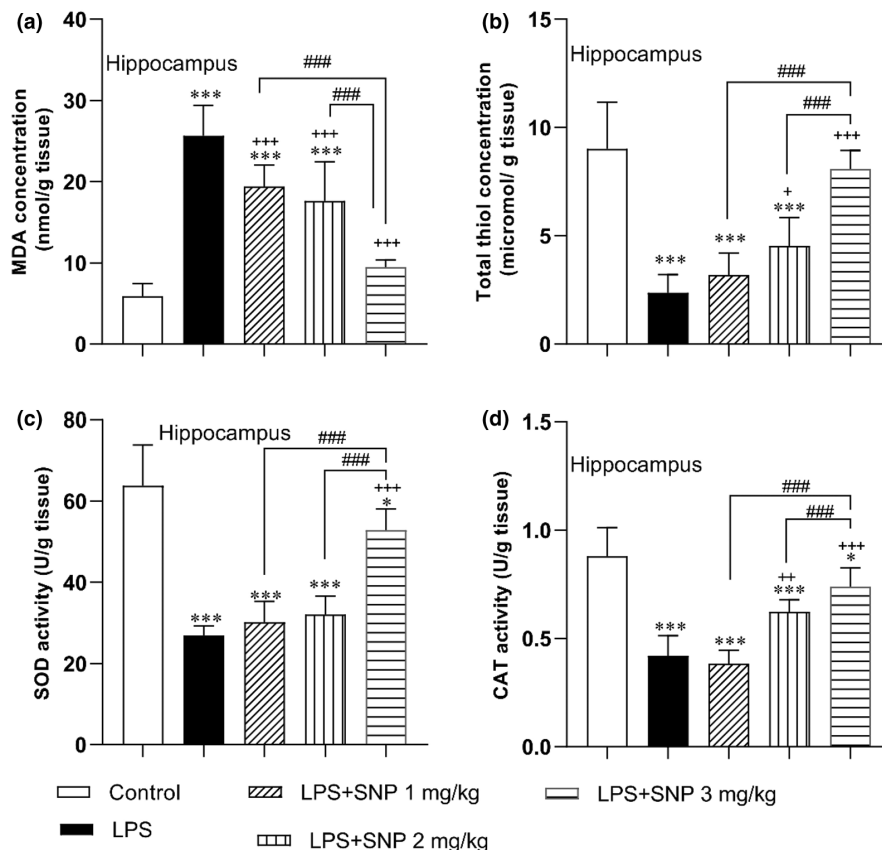 (a)
Hippocampus
MDA concentration
(nmol/g tissue)
40
30
20
10
0
***
+++
***
+++
***
+++
###
###
(b)
Hippocampus
Total thiol concentration
(micromol/ g tissue)
15
10
5
0
***
***
+
***
+++
###
###
(c)
Hippocampus
SOD activity (U/g tissue)
80
60
40
20
0
***
***
***
+++
*
###
###
(d)
Hippocampus
CAT activity (U/g tissue)
1.5
1.0
0.5
0.0
***
***
++
***
+++
*
###
###
Control
LPS+SNP 1 mg/kg
LPS+SNP 3 mg/kg
LPS
LPS+SNP 2 mg/kg